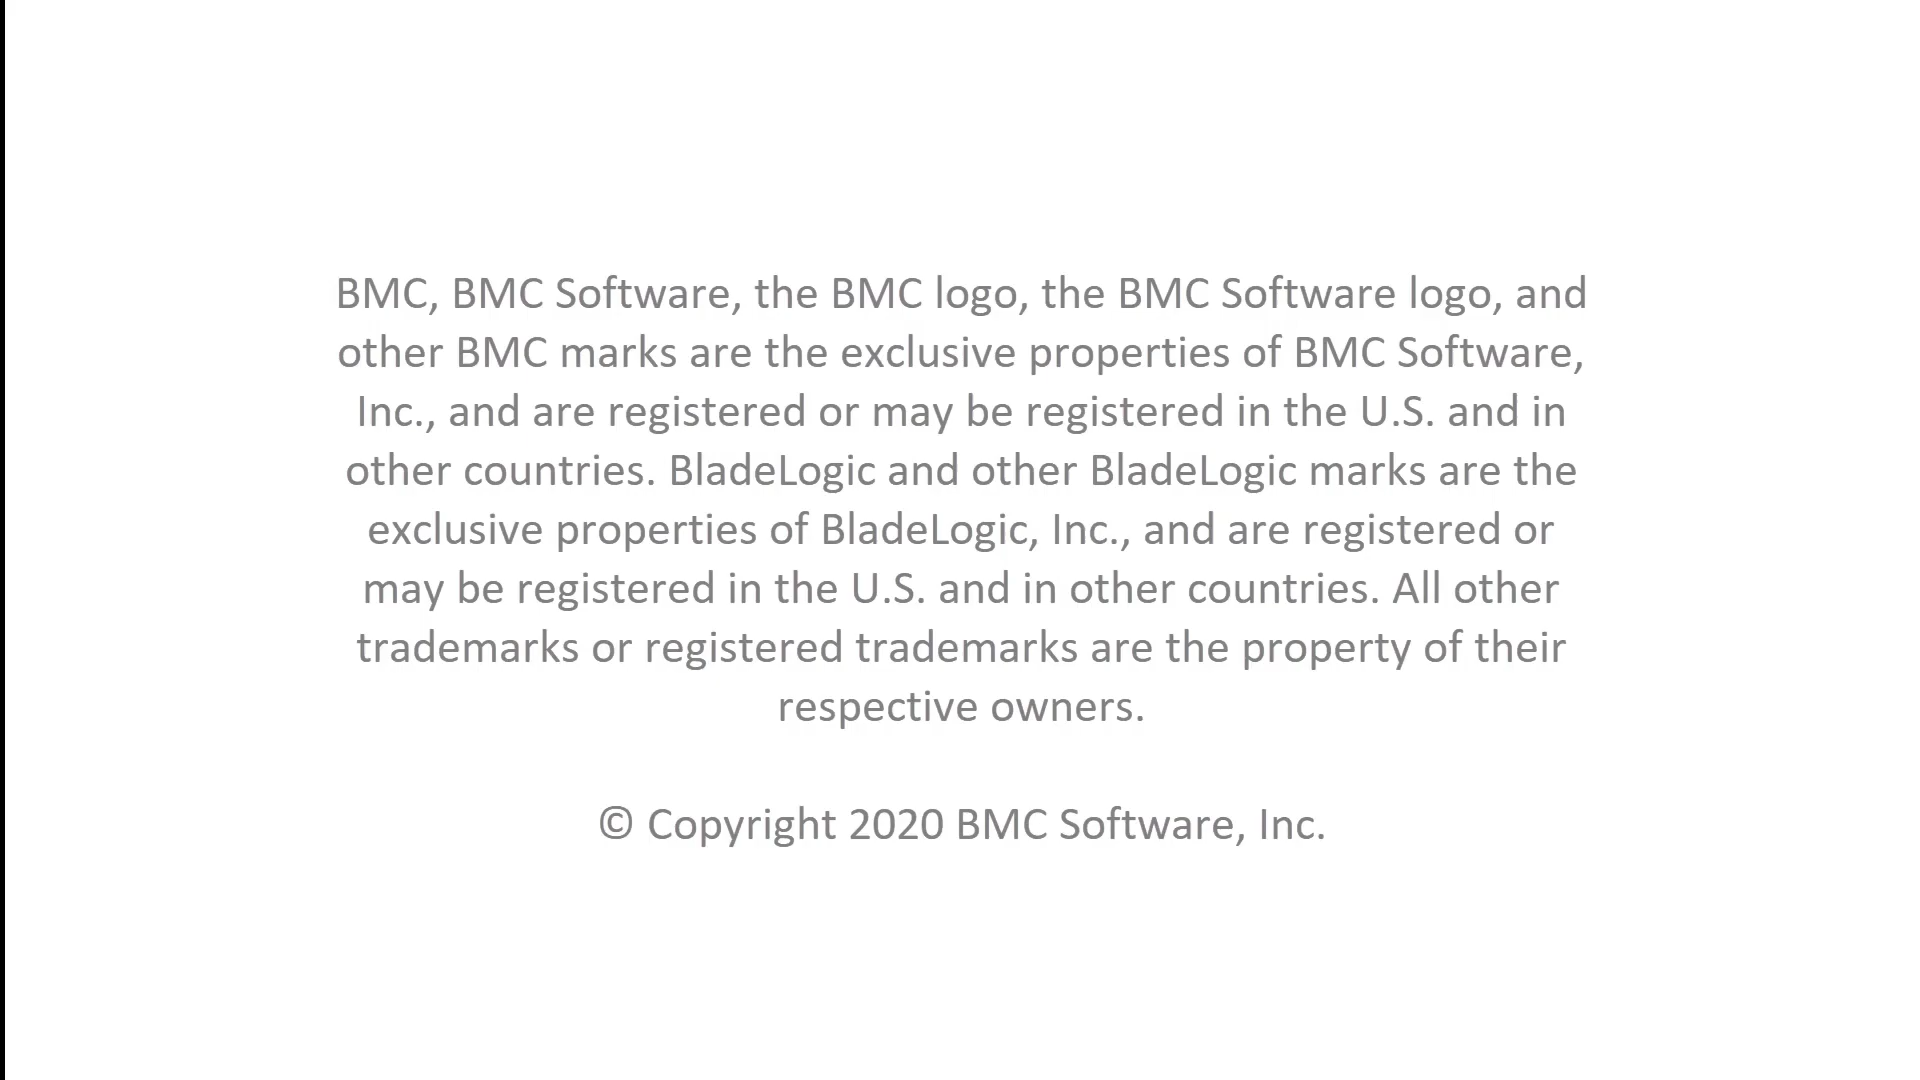 BMC, BMC Software, the BMC logo, the BMC Software logo, and
other BMC marks are the exclusive properties of BMC Software,
Inc., and are registered or may be registered in the U.S. and in
other countries. BladeLogic and other BladeLogic marks are the
exclusive properties of BladeLogic, Inc., and are registered or
may be registered in the U.S. and in other countries. All other
trademarks or registered trademarks are the property of their
respective owners.
© Copyright 2020 BMC Software, Inc.